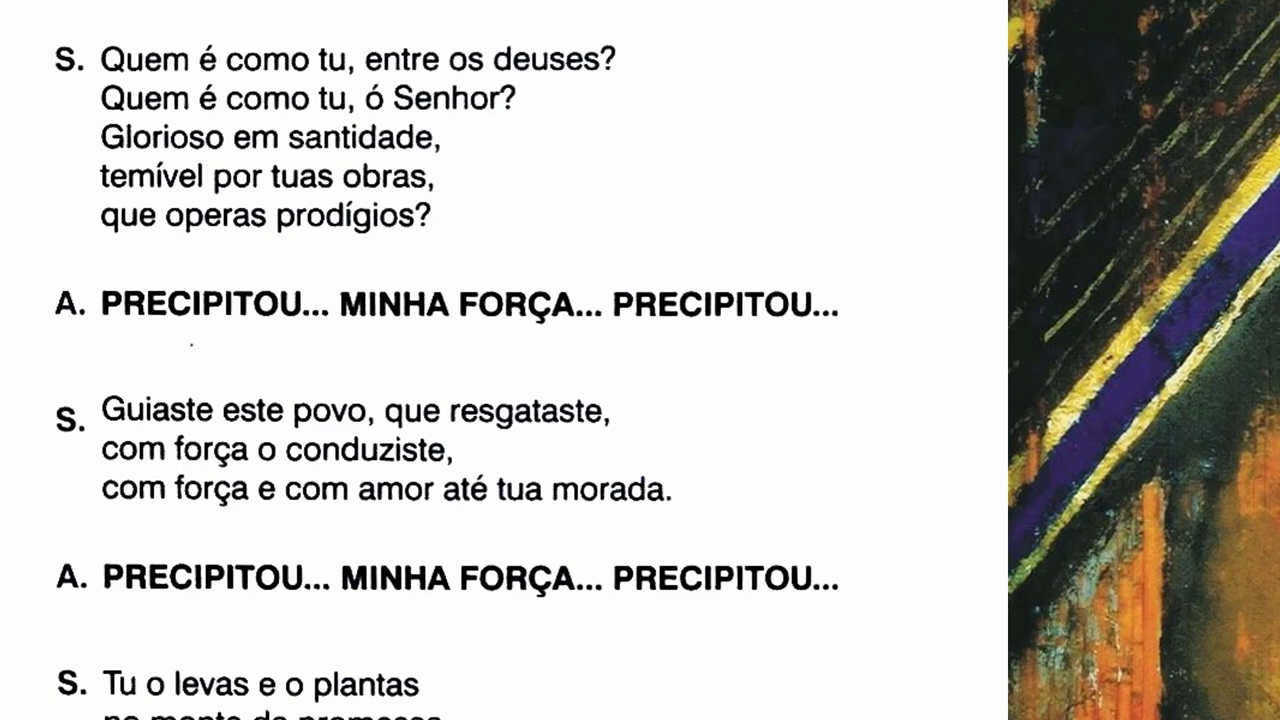 S. Quem é como tu, entre os deuses?
Quem é como tu, ó Senhor?
Glorioso em santidade,
temível por tuas obras,
que operas prodígios?
A. PRECIPITOU... MINHA FORÇA... PRECIPITOU...
S. Guiaste este povo, que resgataste,
com força o conduziste,
com força e com amor até tua morada.
A. PRECIPITOU... MINHA FORÇA... PRECIPITOU...
S. Tu o levas e o plantas